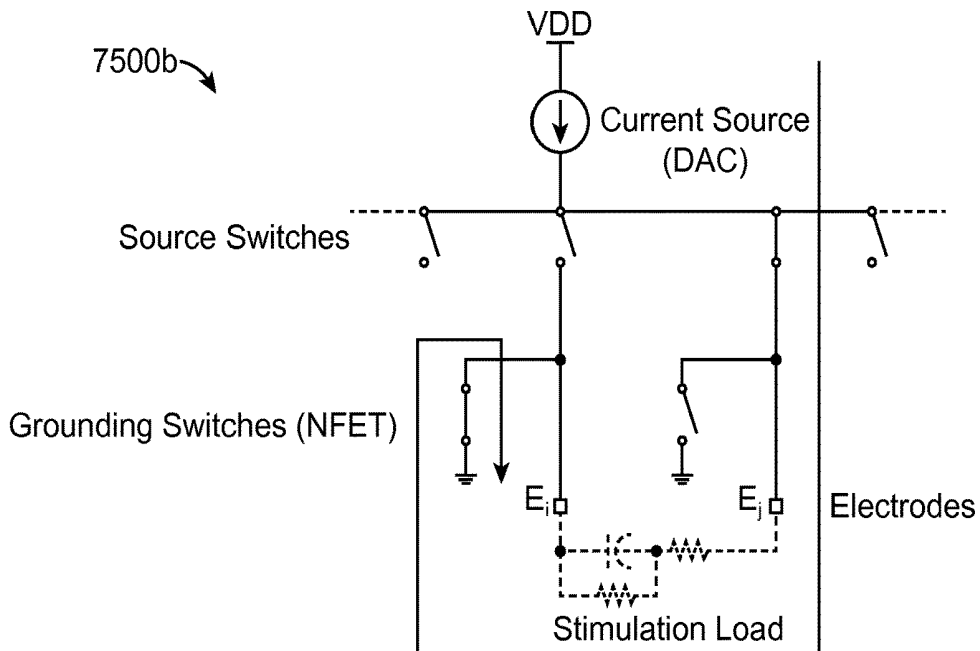 VDD
7500b
Current Source
(DAC)
Source Switches
Grounding Switches (NFET)
Ei
Ej
Electrodes
Stimulation Load